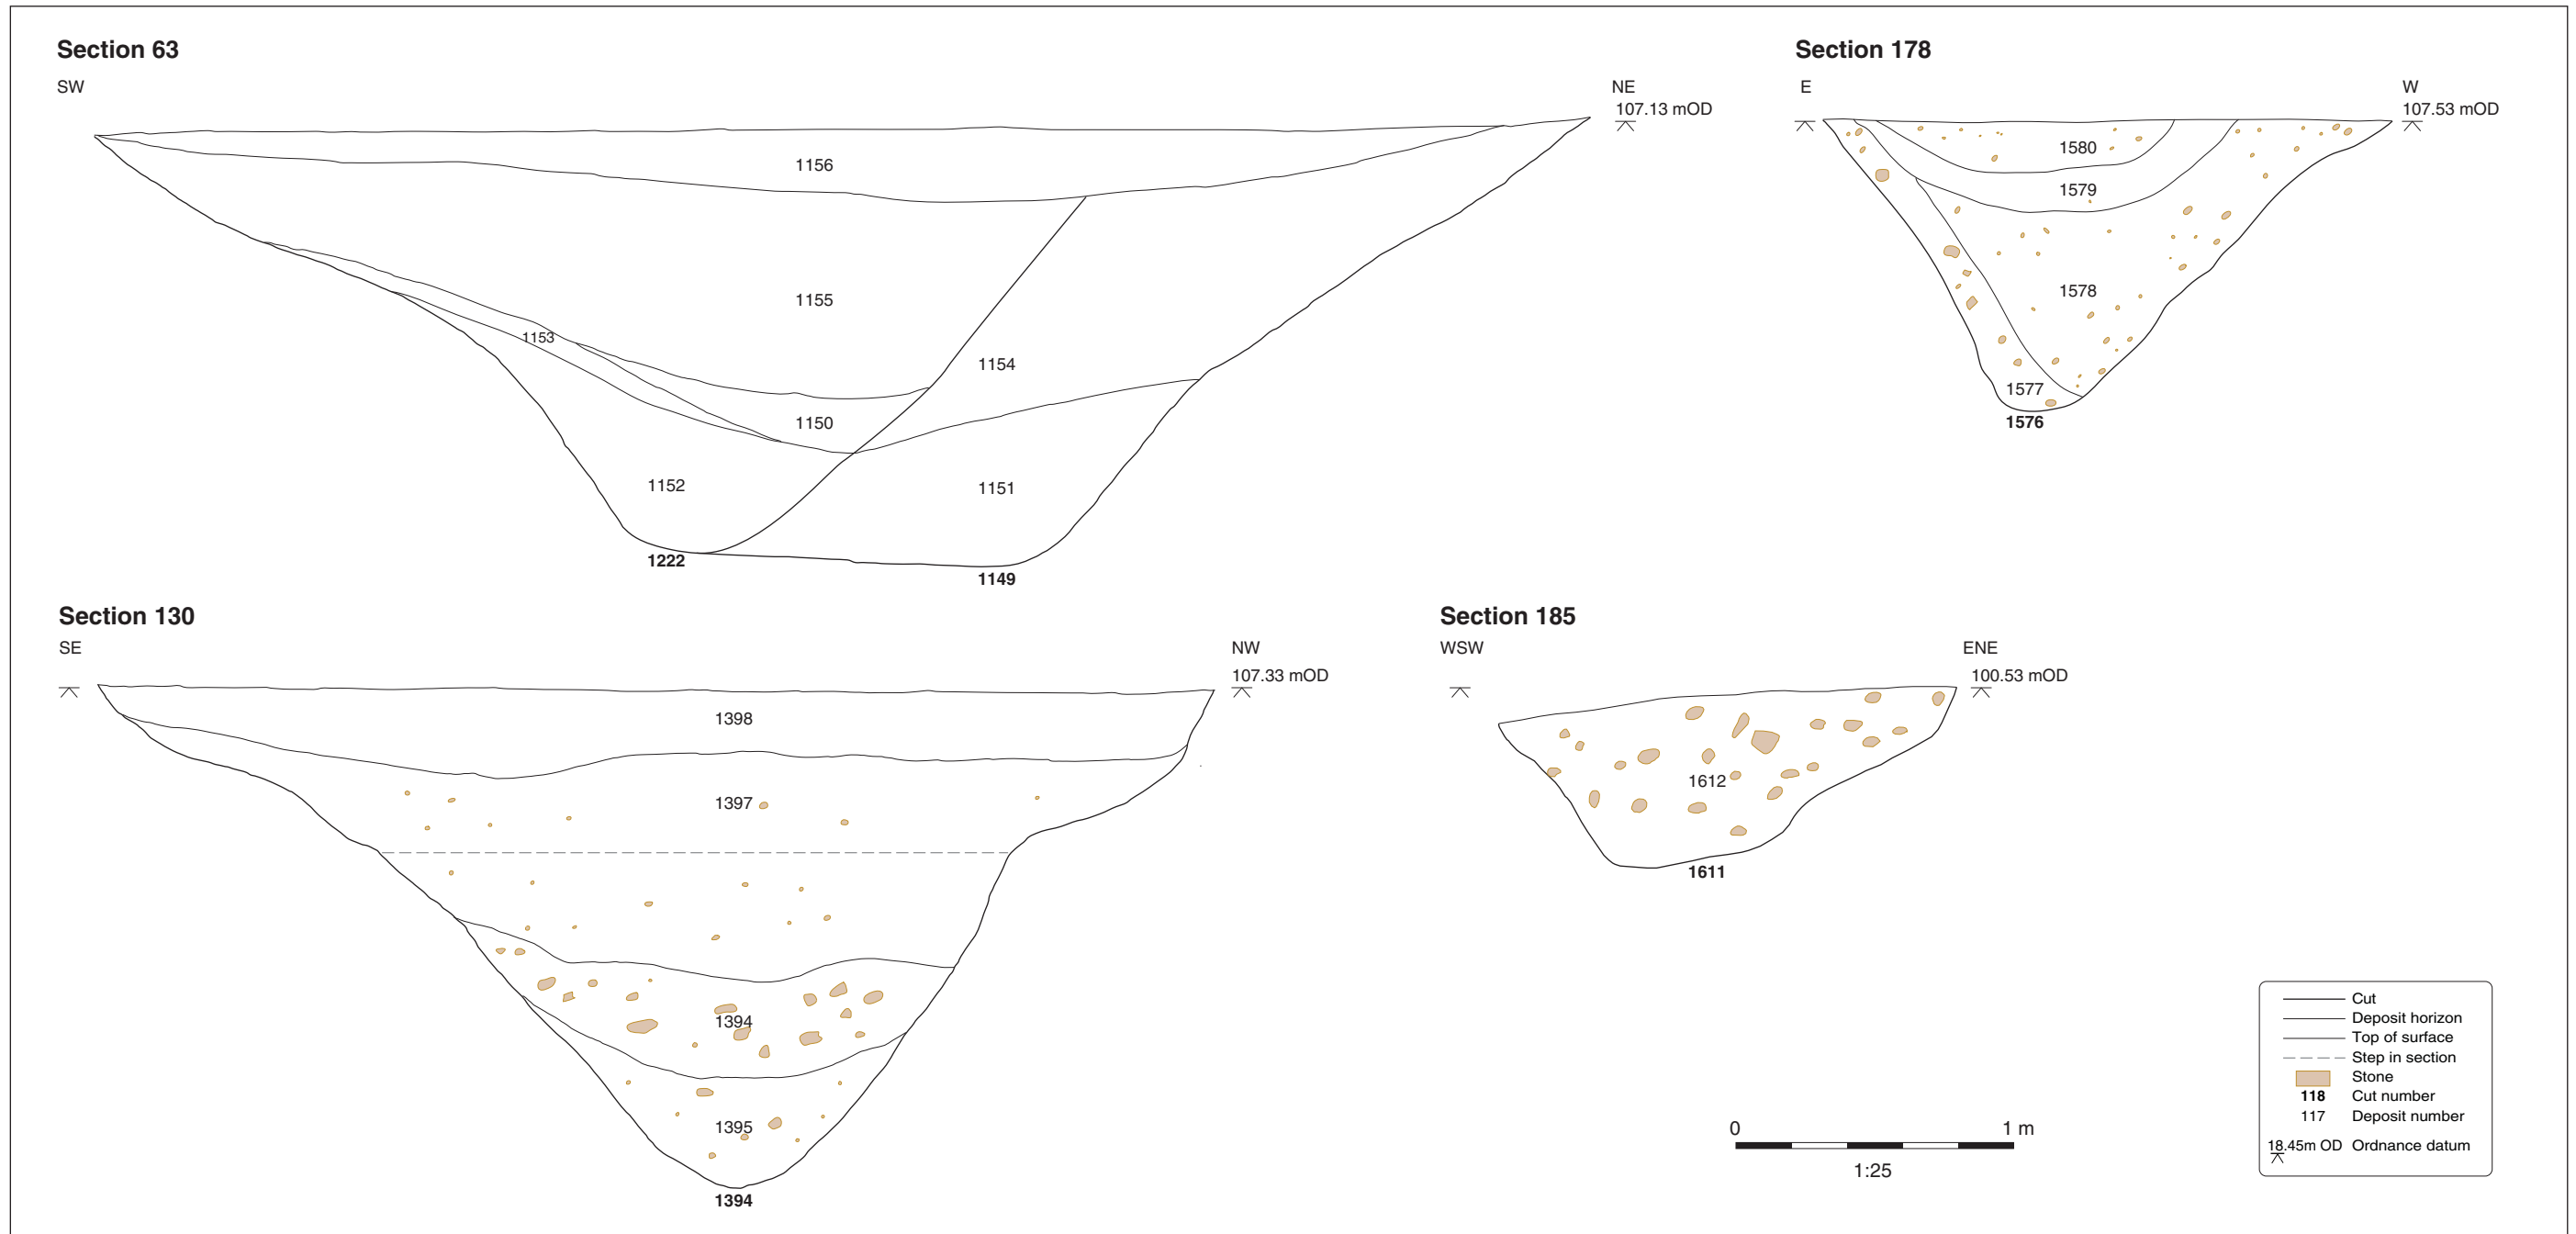 Section 63
SW
NE
107.13 mOD
1156
1155
1153
1154
1150
1152
1151
1222
1149
Section 178
E
W
107.53 mOD
1580
1579
1578
1577
1576
Section 130
SE
NW
107.33 mOD
1398
1397
1394
1395
1394
Section 185
WSW
ENE
100.53 mOD
1612
1611
0 1 m
1:25
Cut
Deposit horizon
Top of surface
Step in section
Stone
118 Cut number
117 Deposit number
18.45m OD Ordnance datum